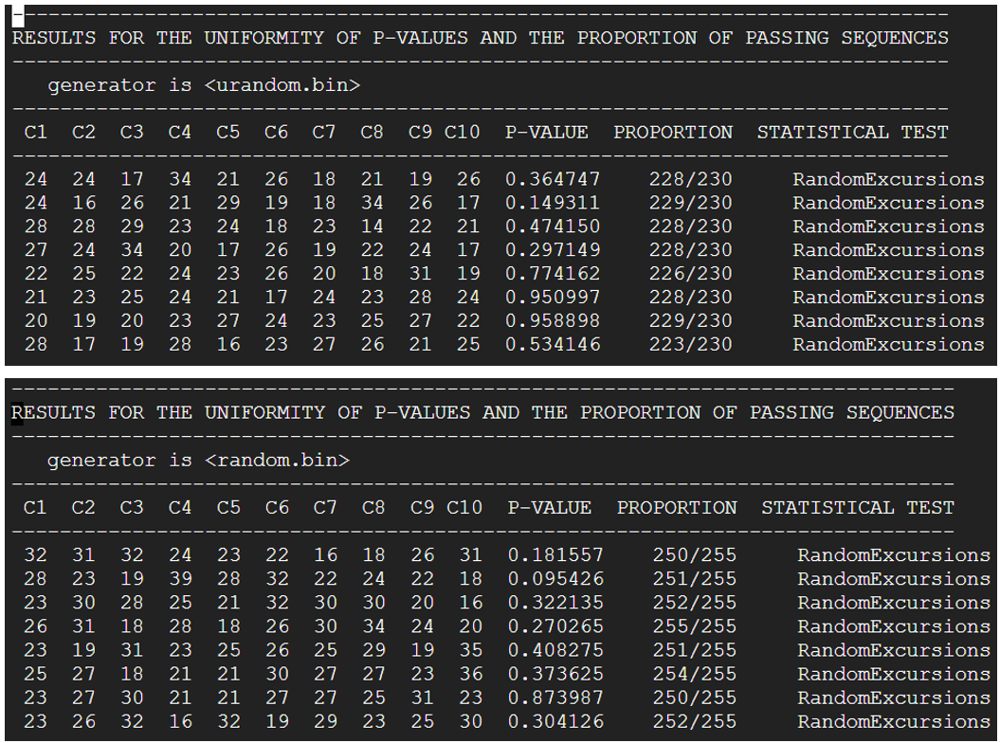 ------------------------------------------------------------------------------
RESULTS FOR THE UNIFORMITY OF P-VALUES AND THE PROPORTION OF PASSING SEQUENCES
------------------------------------------------------------------------------
   generator is <urandom.bin>
------------------------------------------------------------------------------
 C1  C2  C3  C4  C5  C6  C7  C8  C9 C10  P-VALUE  PROPORTION  STATISTICAL TEST
------------------------------------------------------------------------------
 24  24  17  34  21  26  18  21  19  26  0.364747    228/230     RandomExcursions
 24  16  26  21  29  19  18  34  26  17  0.149311    229/230     RandomExcursions
 28  28  29  23  24  18  23  14  22  21  0.474150    228/230     RandomExcursions
 27  24  34  20  17  26  19  22  24  17  0.297149    228/230     RandomExcursions
 22  25  22  24  23  26  20  18  31  19  0.774162    226/230     RandomExcursions
 21  23  25  24  21  17  24  23  28  24  0.950997    228/230     RandomExcursions
 20  19  20  23  27  24  23  25  27  22  0.958898    229/230     RandomExcursions
 28  17  19  28  16  23  27  26  21  25  0.534146    223/230     RandomExcursions
------------------------------------------------------------------------------
RESULTS FOR THE UNIFORMITY OF P-VALUES AND THE PROPORTION OF PASSING SEQUENCES
------------------------------------------------------------------------------
   generator is <random.bin>
------------------------------------------------------------------------------
 C1  C2  C3  C4  C5  C6  C7  C8  C9 C10  P-VALUE  PROPORTION  STATISTICAL TEST
------------------------------------------------------------------------------
 32  31  32  24  23  22  16  18  26  31  0.181557    250/255     RandomExcursions
 28  23  19  39  28  32  22  24  22  18  0.095426    251/255     RandomExcursions
 23  30  28  25  21  32  30  30  20  16  0.322135    252/255     RandomExcursions
 26  31  18  28  18  26  30  34  24  20  0.270265    255/255     RandomExcursions
 23  19  31  23  25  26  25  29  19  35  0.408275    251/255     RandomExcursions
 25  27  18  21  21  30  27  27  23  36  0.373625    254/255     RandomExcursions
 23  27  30  21  21  27  27  25  31  23  0.873987    250/255     RandomExcursions
 23  26  32  16  32  19  29  23  25  30  0.304126    252/255     RandomExcursions